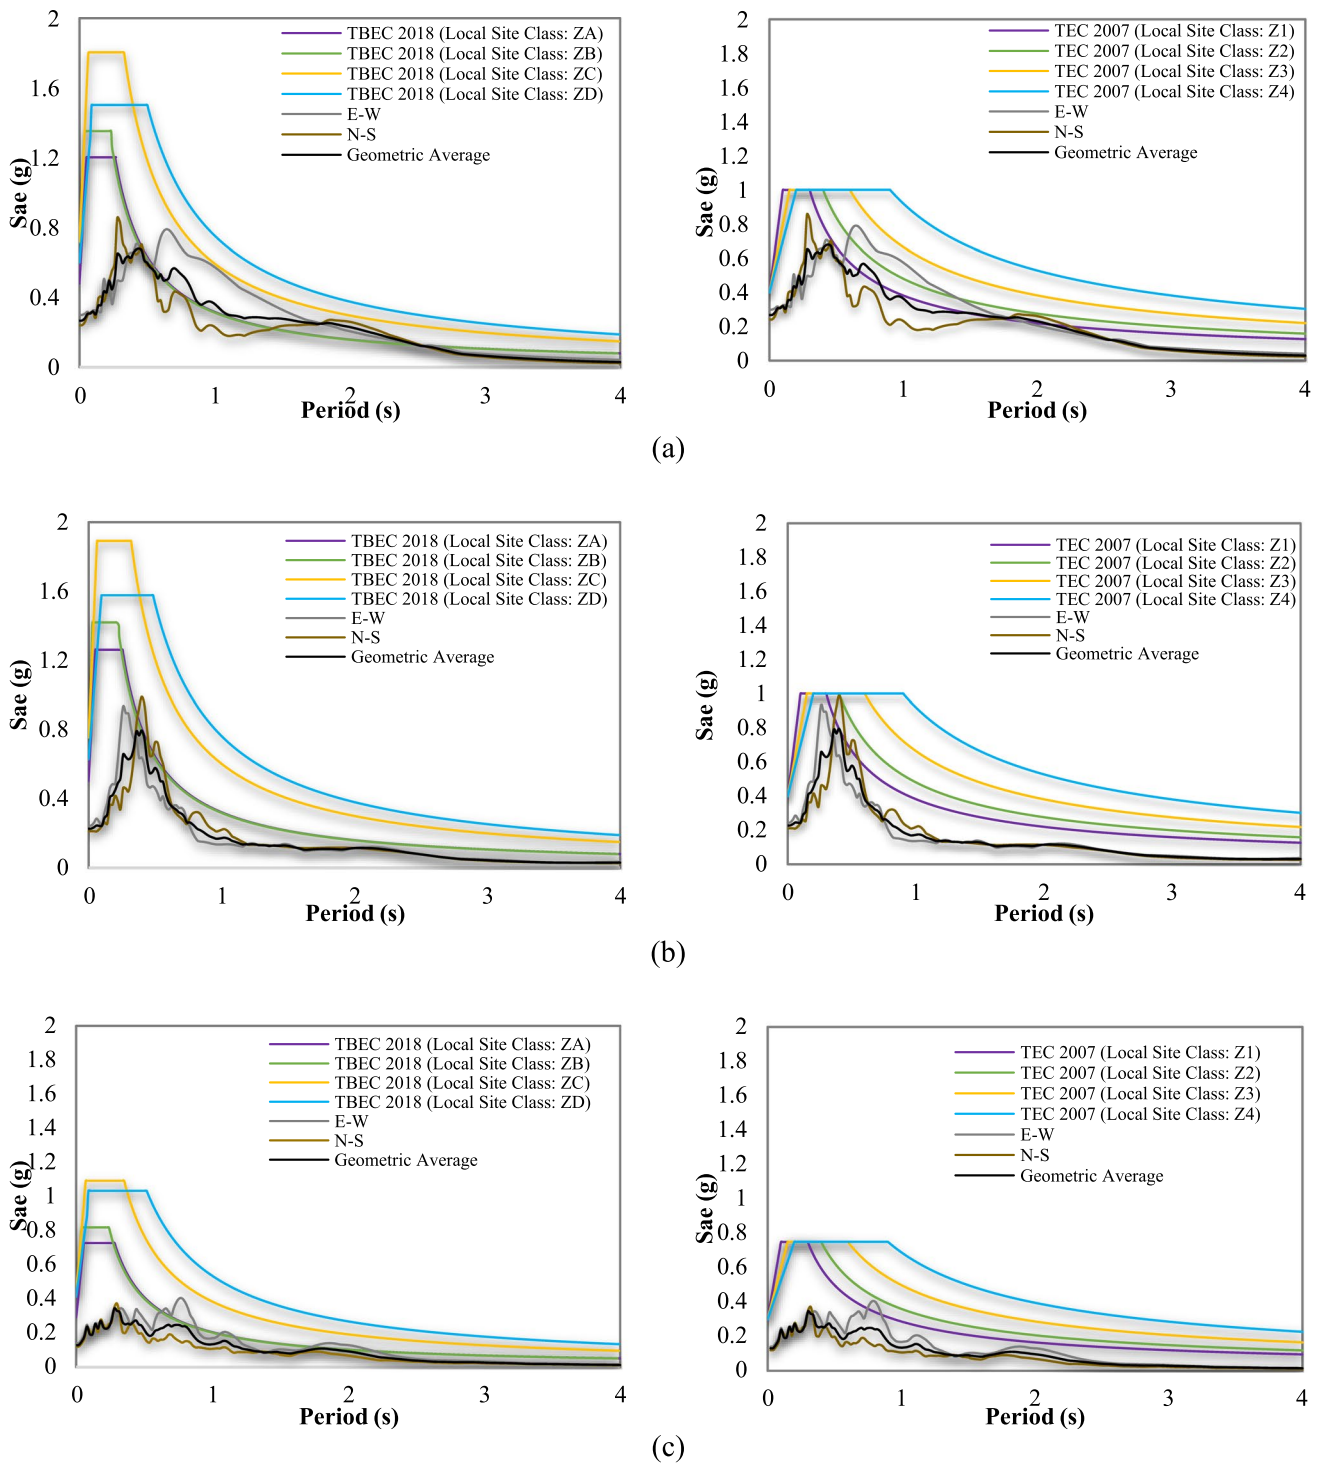 2
1.6
1.2
0.8
0.4
0
Sae (g)
TBEC 2018 (Local Site Class: ZA)
TBEC 2018 (Local Site Class: ZB)
TBEC 2018 (Local Site Class: ZC)
TBEC 2018 (Local Site Class: ZD)
E-W
N-S
Geometric Average
0 1 2 3 4
Period (s)
2
1.8
1.6
1.4
1.2
1
0.8
0.6
0.4
0.2
0
Sae (g)
TEC 2007 (Local Site Class: Z1)
TEC 2007 (Local Site Class: Z2)
TEC 2007 (Local Site Class: Z3)
TEC 2007 (Local Site Class: Z4)
E-W
N-S
Geometric Average
0 1 2 3 4
Period (s)
(a)
2
1.6
1.2
0.8
0.4
0
Sae (g)
TBEC 2018 (Local Site Class: ZA)
TBEC 2018 (Local Site Class: ZB)
TBEC 2018 (Local Site Class: ZC)
TBEC 2018 (Local Site Class: ZD)
E-W
N-S
Geometric Average
0 1 2 3 4
Period (s)
2
1.8
1.6
1.4
1.2
1
0.8
0.6
0.4
0.2
0
Sae (g)
TEC 2007 (Local Site Class: Z1)
TEC 2007 (Local Site Class: Z2)
TEC 2007 (Local Site Class: Z3)
TEC 2007 (Local Site Class: Z4)
E-W
N-S
Geometric Average
0 1 2 3 4
Period (s)
(b)
2
1.8
1.6
1.4
1.2
1
0.8
0.6
0.4
0.2
0
Sae (g)
TBEC 2018 (Local Site Class: ZA)
TBEC 2018 (Local Site Class: ZB)
TBEC 2018 (Local Site Class: ZC)
TBEC 2018 (Local Site Class: ZD)
E-W
N-S
Geometric Average
0 1 2 3 4
Period (s)
2
1.8
1.6
1.4
1.2
1
0.8
0.6
0.4
0.2
0
Sae (g)
TEC 2007 (Local Site Class: Z1)
TEC 2007 (Local Site Class: Z2)
TEC 2007 (Local Site Class: Z3)
TEC 2007 (Local Site Class: Z4)
E-W
N-S
Geometric Average
0 1 2 3 4
Period (s)
(c)